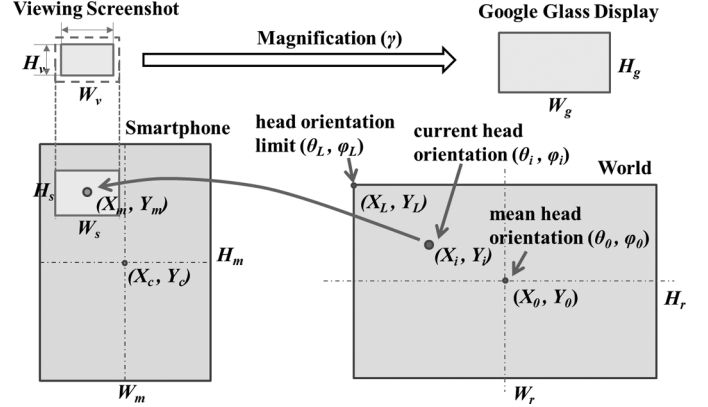 Viewing Screenshot
Google Glass Display
Magnification (γ)
H_v
W_v
H_g
W_g
Smartphone
head orientation
limit (θ_L, φ_L)
current head
orientation (θ_i, φ_i)
World
H_s
(X_m, Y_m)
W_s
(X_L, Y_L)
mean head
orientation (θ_0, φ_0)
(X_i, Y_i)
H_m
(X_c, Y_c)
(X_0, Y_0)
H_r
W_m
W_r